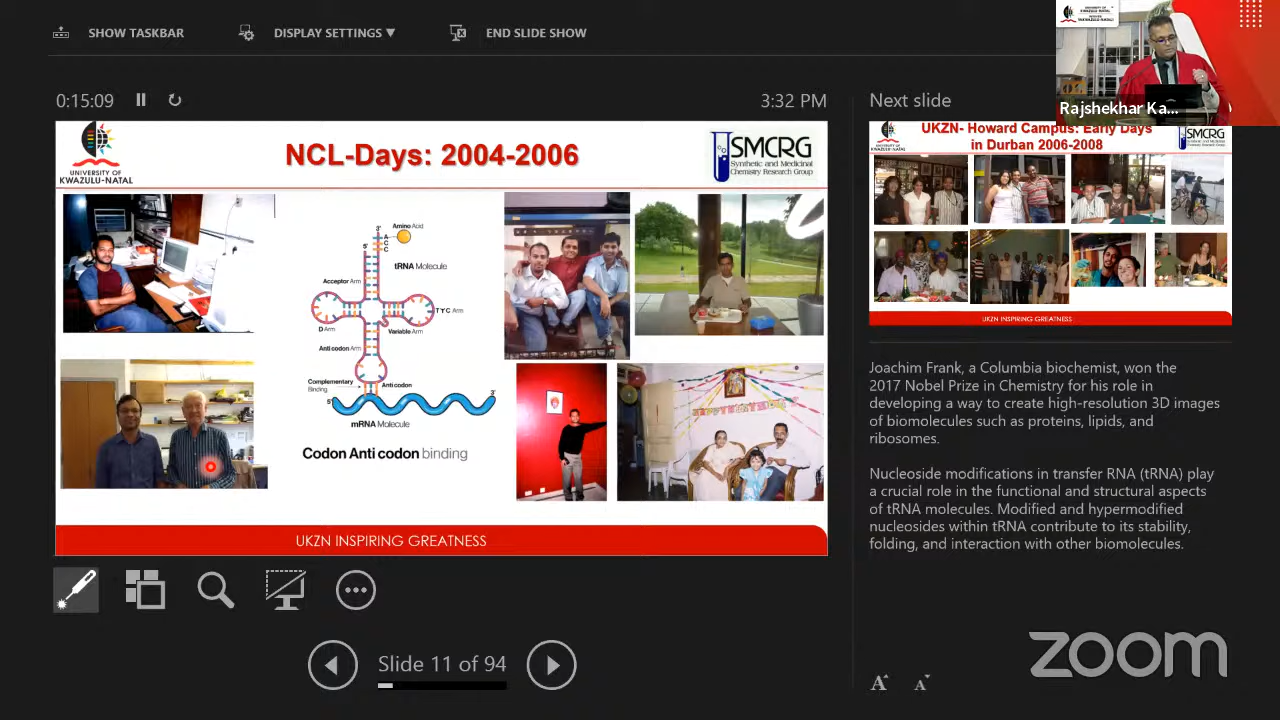 SHOW TASKBAR
DISPLAY SETTINGS ▼
END SLIDE SHOW
Rajshekhar Ka...
0:15:09
3:32 PM
Next slide
UNIVERSITY OF
KWAZULU-NATAL
NCL-Days: 2004-2006
SMCRG
Synthetic and Medicinal
Chemistry Research Group
3'
Amino Acid
A
C
C
5'
tRNA Molecule
Acceptor Arm
TΨC Arm
D Arm
Variable Arm
Anti codon Arm
Complementary
Binding
Anti codon
5'
3'
mRNA Molecule
Codon Anti codon binding
UKZN INSPIRING GREATNESS
UKZN- Howard Campus: Early Days
in Durban 2006-2008
SMCRG
UKZN INSPIRING GREATNESS
Joachim Frank, a Columbia biochemist, won the
2017 Nobel Prize in Chemistry for his role in
developing a way to create high-resolution 3D images
of biomolecules such as proteins, lipids, and
ribosomes.
Nucleoside modifications in transfer RNA (tRNA) play
a crucial role in the functional and structural aspects
of tRNA molecules. Modified and hypermodified
nucleosides within tRNA contribute to its stability,
folding, and interaction with other biomolecules.
Slide 11 of 94
A
A
zoom